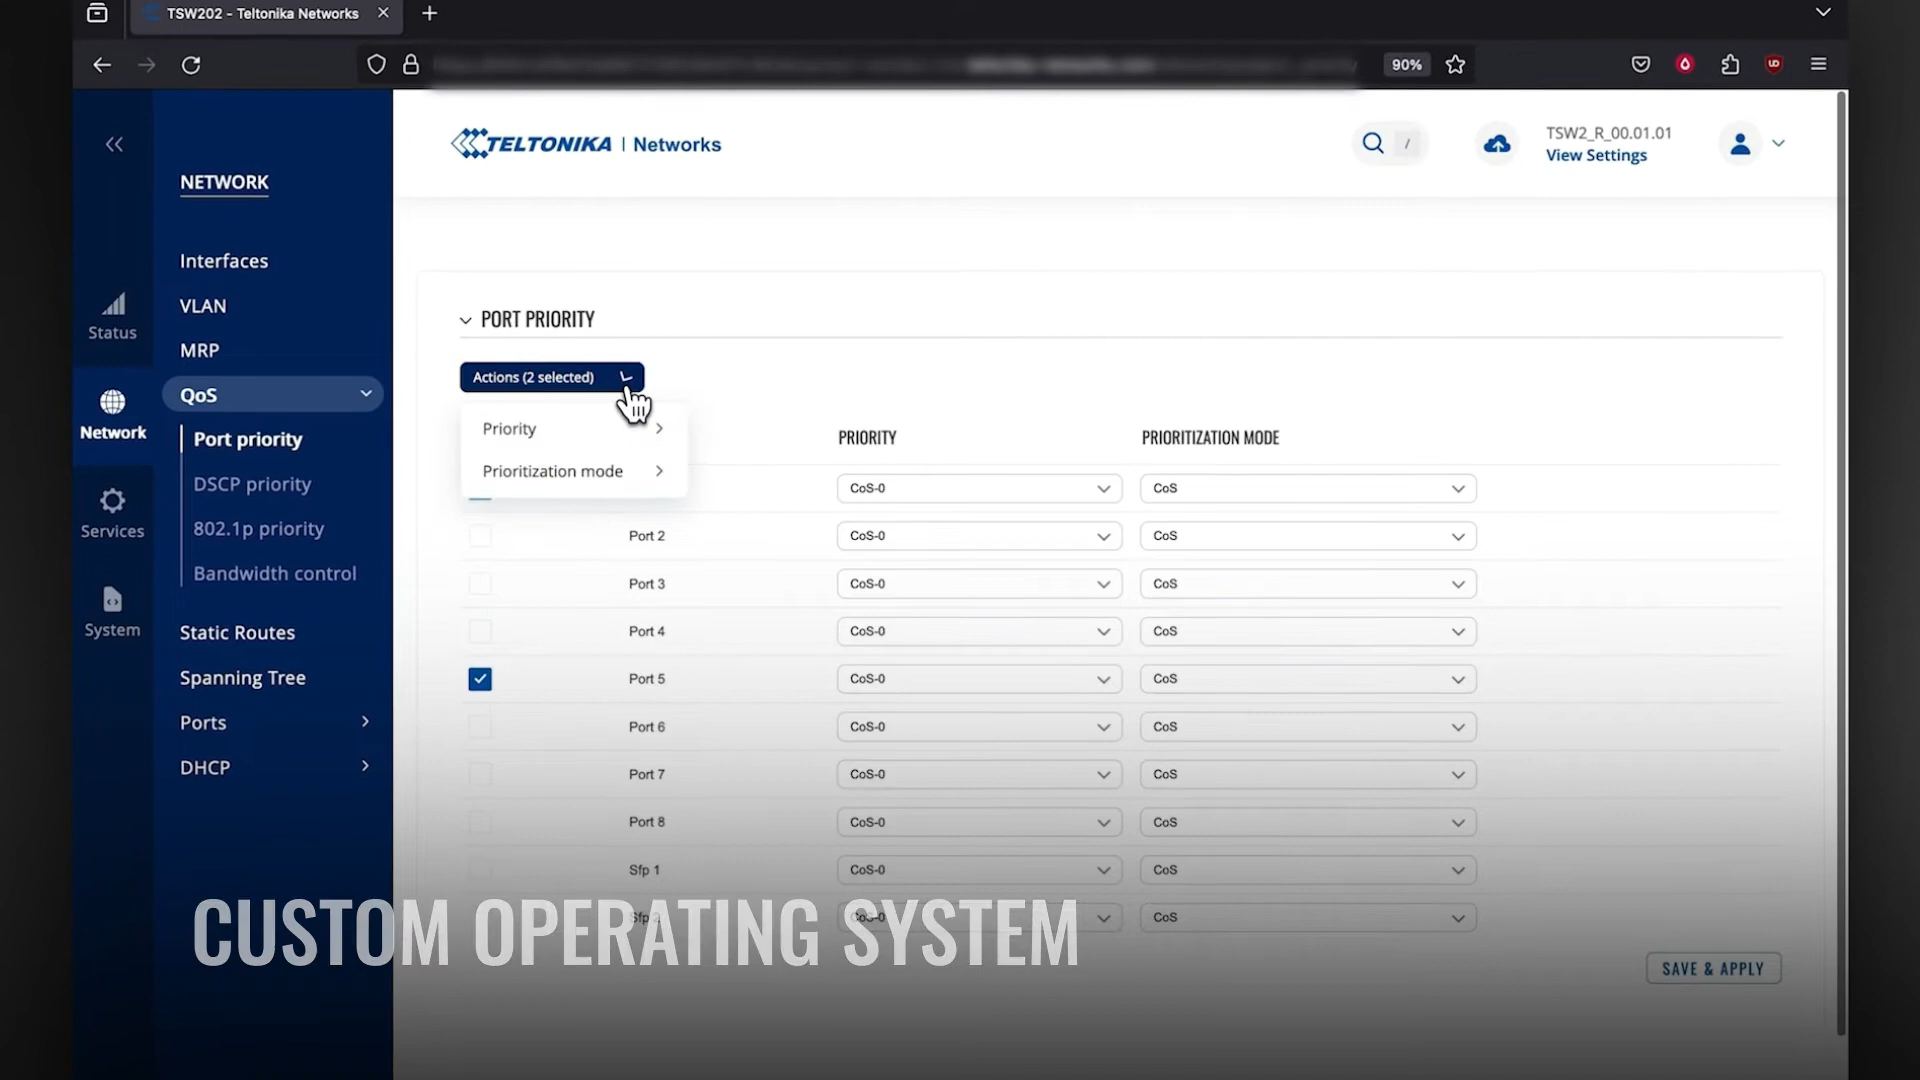 TSW202 - Teltonika Networks
90%
TELTONIKA | Networks
/
TSW2_R_00.01.01
View Settings
Status
Network
Services
System
NETWORK
Interfaces
VLAN
MRP
QoS
Port priority
DSCP priority
802.1p priority
Bandwidth control
Static Routes
Spanning Tree
Ports
DHCP
PORT PRIORITY
Actions (2 selected)
Priority
Prioritization mode
PRIORITY PRIORITIZATION MODE
CoS-0 CoS
Port 2 CoS-0 CoS
Port 3 CoS-0 CoS
Port 4 CoS-0 CoS
Port 5 CoS-0 CoS
Port 6 CoS-0 CoS
Port 7 CoS-0 CoS
Port 8 CoS-0 CoS
Sfp 1 CoS-0 CoS
Sfp 2 CoS-0 CoS
CUSTOM OPERATING SYSTEM
SAVE & APPLY